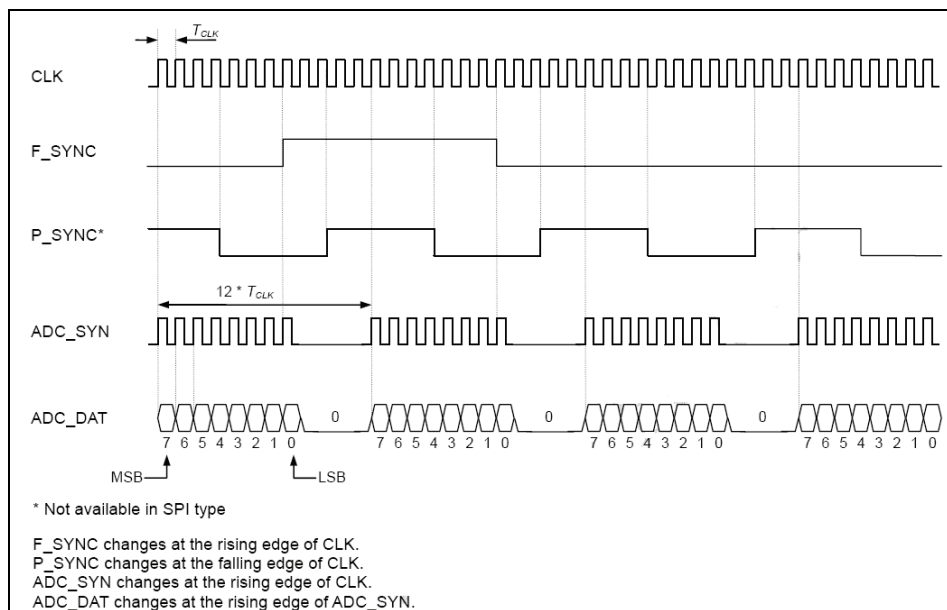 T_CLK
CLK
F_SYNC
P_SYNC*
12 * T_CLK
ADC_SYN
ADC_DAT
0 0 0
7 6 5 4 3 2 1 0 7 6 5 4 3 2 1 0 7 6 5 4 3 2 1 0 7 6 5 4 3 2 1 0
MSB LSB
* Not available in SPI type
F_SYNC changes at the rising edge of CLK.
P_SYNC changes at the falling edge of CLK.
ADC_SYN changes at the rising edge of CLK.
ADC_DAT changes at the rising edge of ADC_SYN.